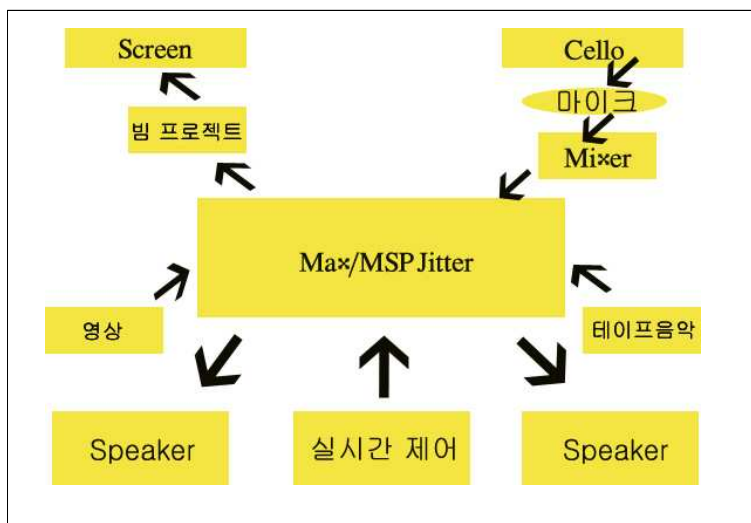 Screen
Cello
마이크
빔 프로젝트
Mixer
Max/MSP Jitter
영상
테이프음악
Speaker
실시간 제어
Speaker